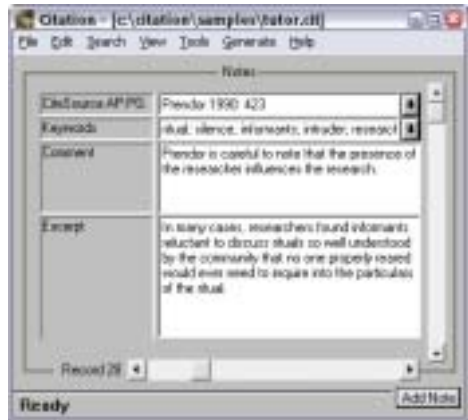 Citation - [c:\citation\samples\tutor.cit]
File Edit Search View Tools Generate Help
Notes
CiteSource AP PG Prendar 1990: 423
Keywords ritual, silence, informants, intruder, research
Comment Prendar is careful to note that the presence of
the researcher influences the research.
Excerpt In many cases, researchers found informants
reluctant to discuss rituals so well understood
by the community that no one properly reared
would even need to inquire into the particulars
of the ritual.
Record 28
Ready Add Note